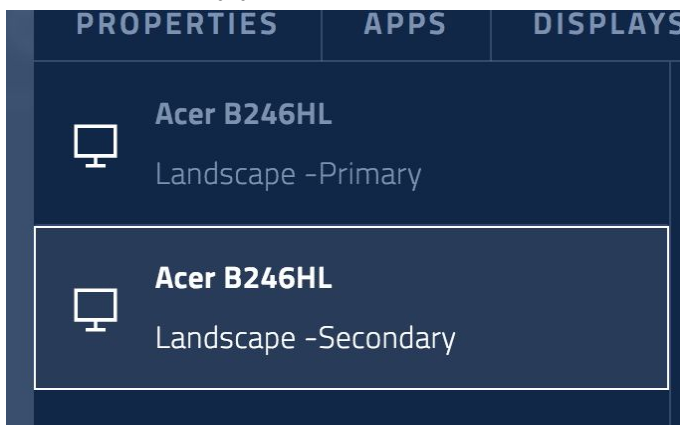 PROPERTIES APPS DISPLAYS
Acer B246HL
Landscape -Primary
Acer B246HL
Landscape -Secondary